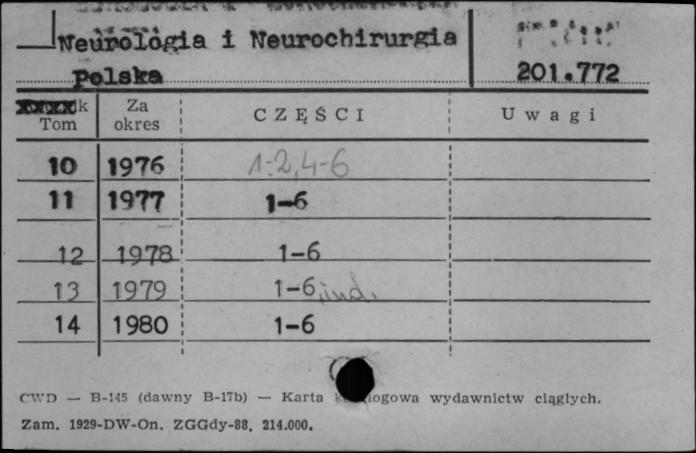 Neurologia i Neurochirurgia
Polska
201.772
Tom
Za okres
CZĘŚCI
Uwagi
10 1976 1-2,4-6
11 1977 1-6
12 1978 1-6
13 1979 1-6,ind.
14 1980 1-6
CWD — B-145 (dawny B-17b) — Karta wydawnictw ciągłych.
Zam. 1929-DW-On. ZGGdy-88. 214.000.